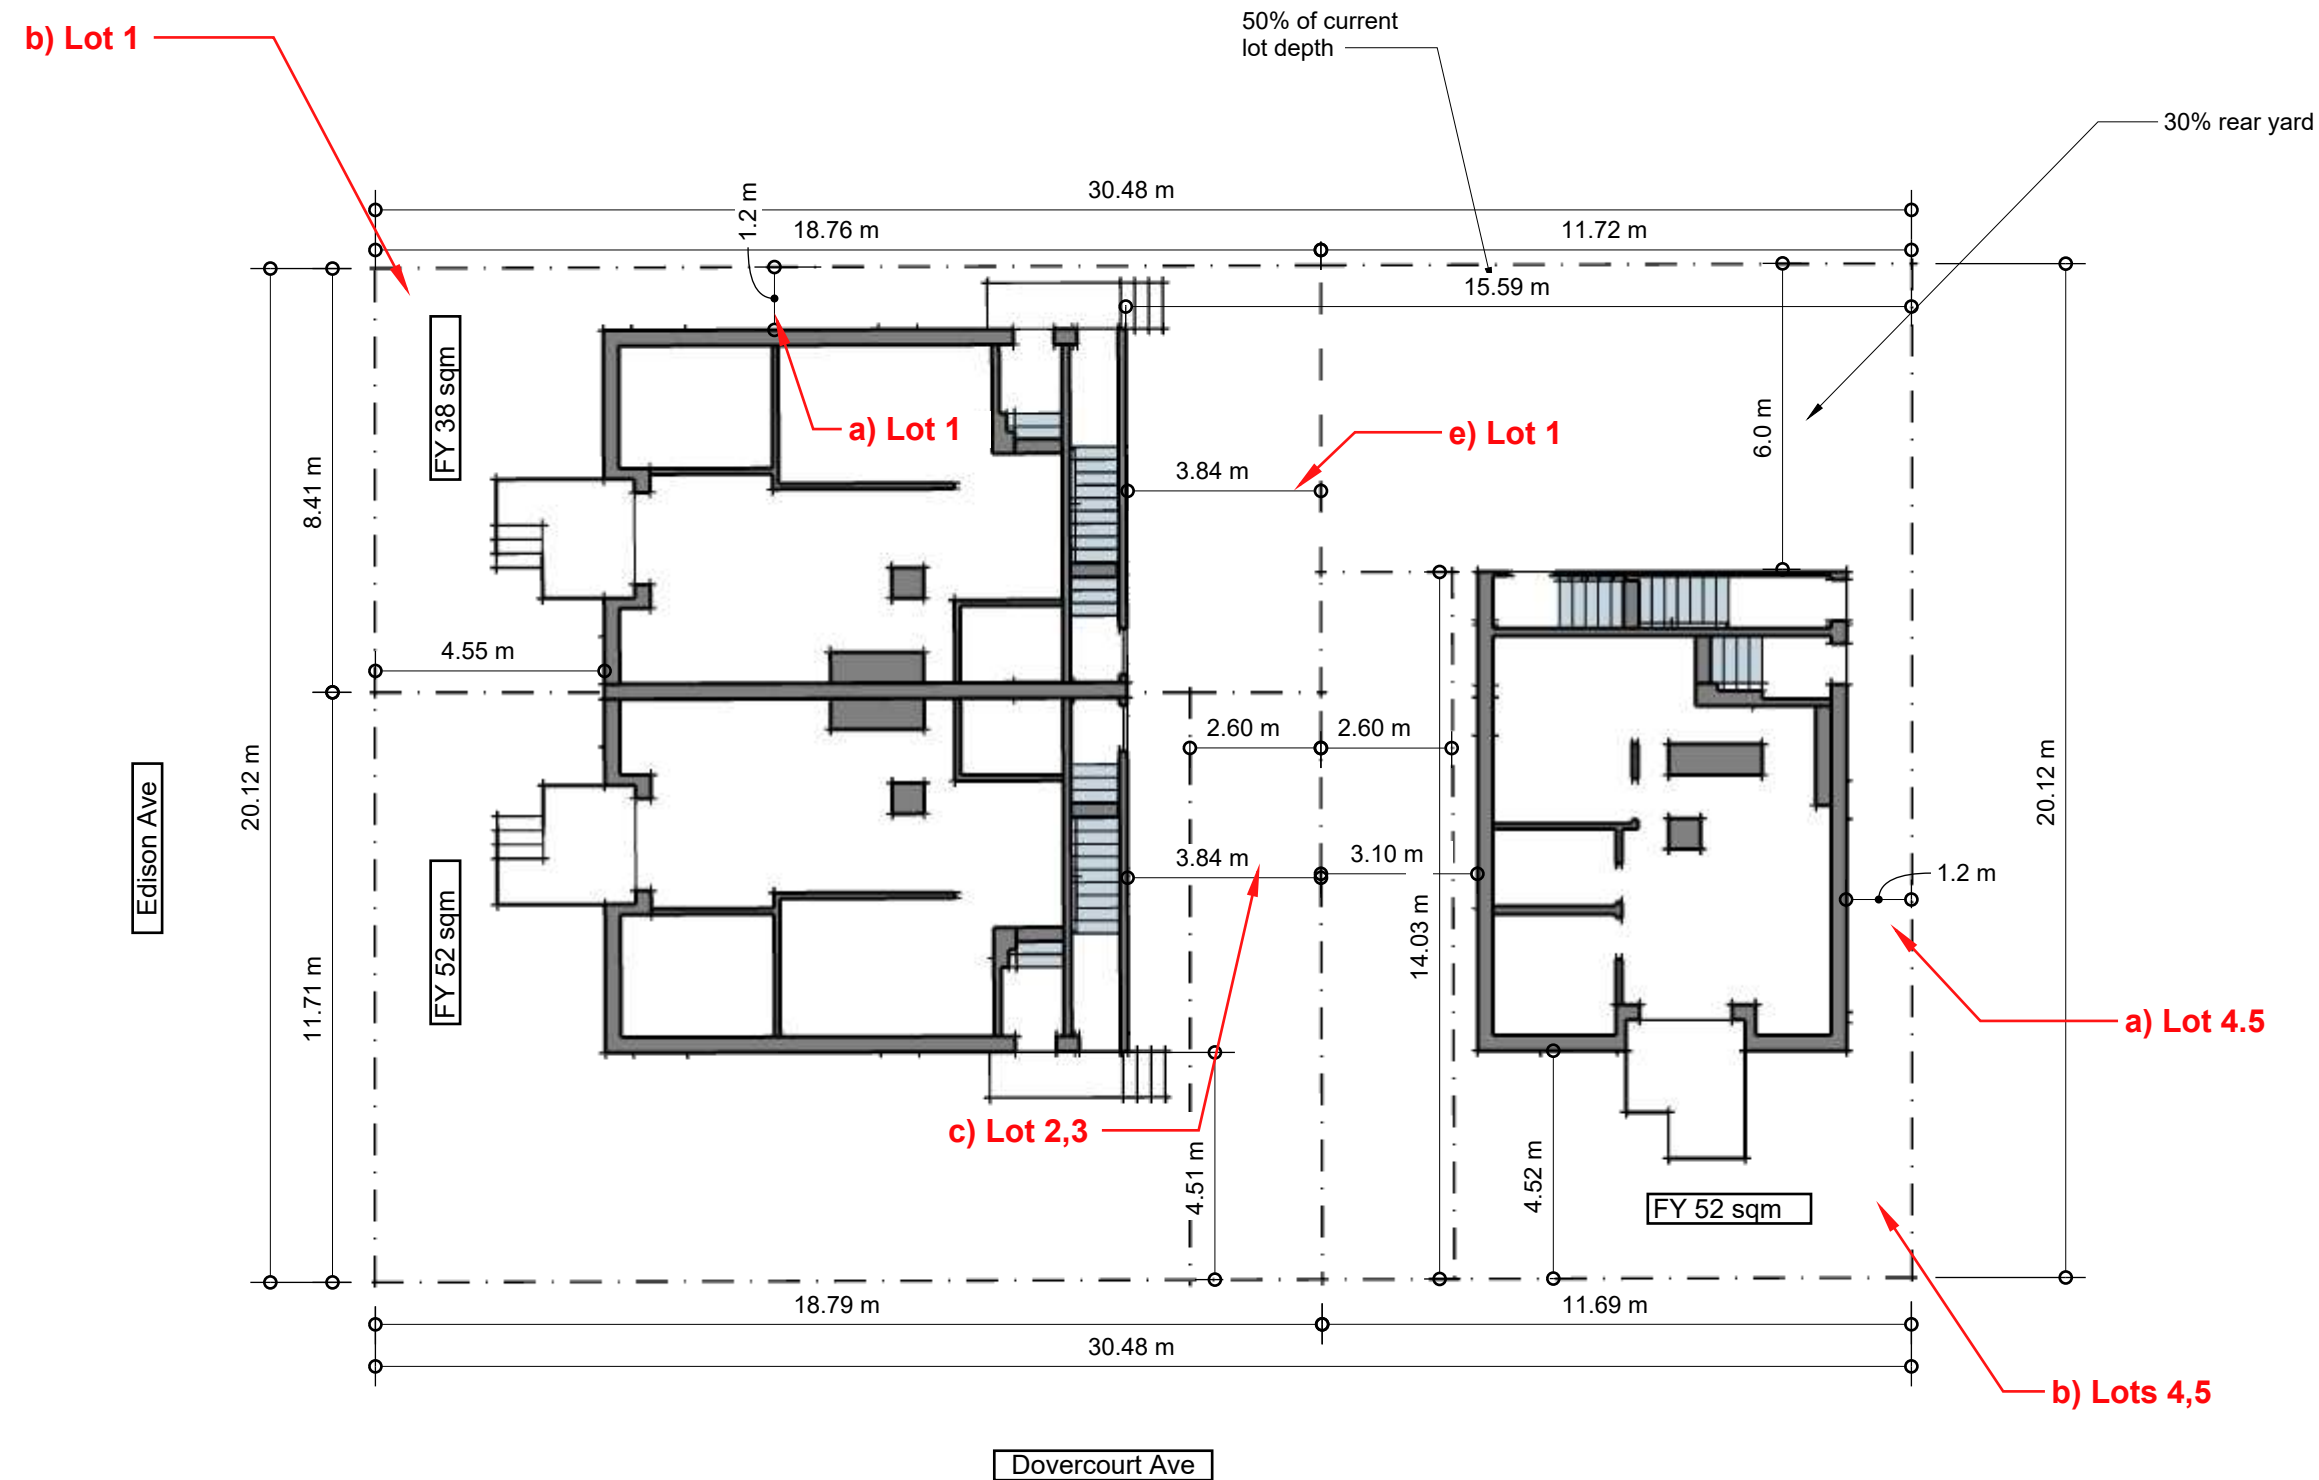 50% of current
lot depth
b) Lot 1
30% rear yard
30.48 m
1.2 m
18.76 m
11.72 m
15.59 m
FY 38 sqm
a) Lot 1
e) Lot 1
6.0 m
3.84 m
8.41 m
4.55 m
2.60 m
2.60 m
20.12 m
20.12 m
Edison Ave
3.84 m
3.10 m
1.2 m
FY 52 sqm
14.03 m
11.71 m
a) Lot 4.5
c) Lot 2,3
4.51 m
4.52 m
FY 52 sqm
18.79 m
11.69 m
30.48 m
b) Lots 4,5
Dovercourt Ave